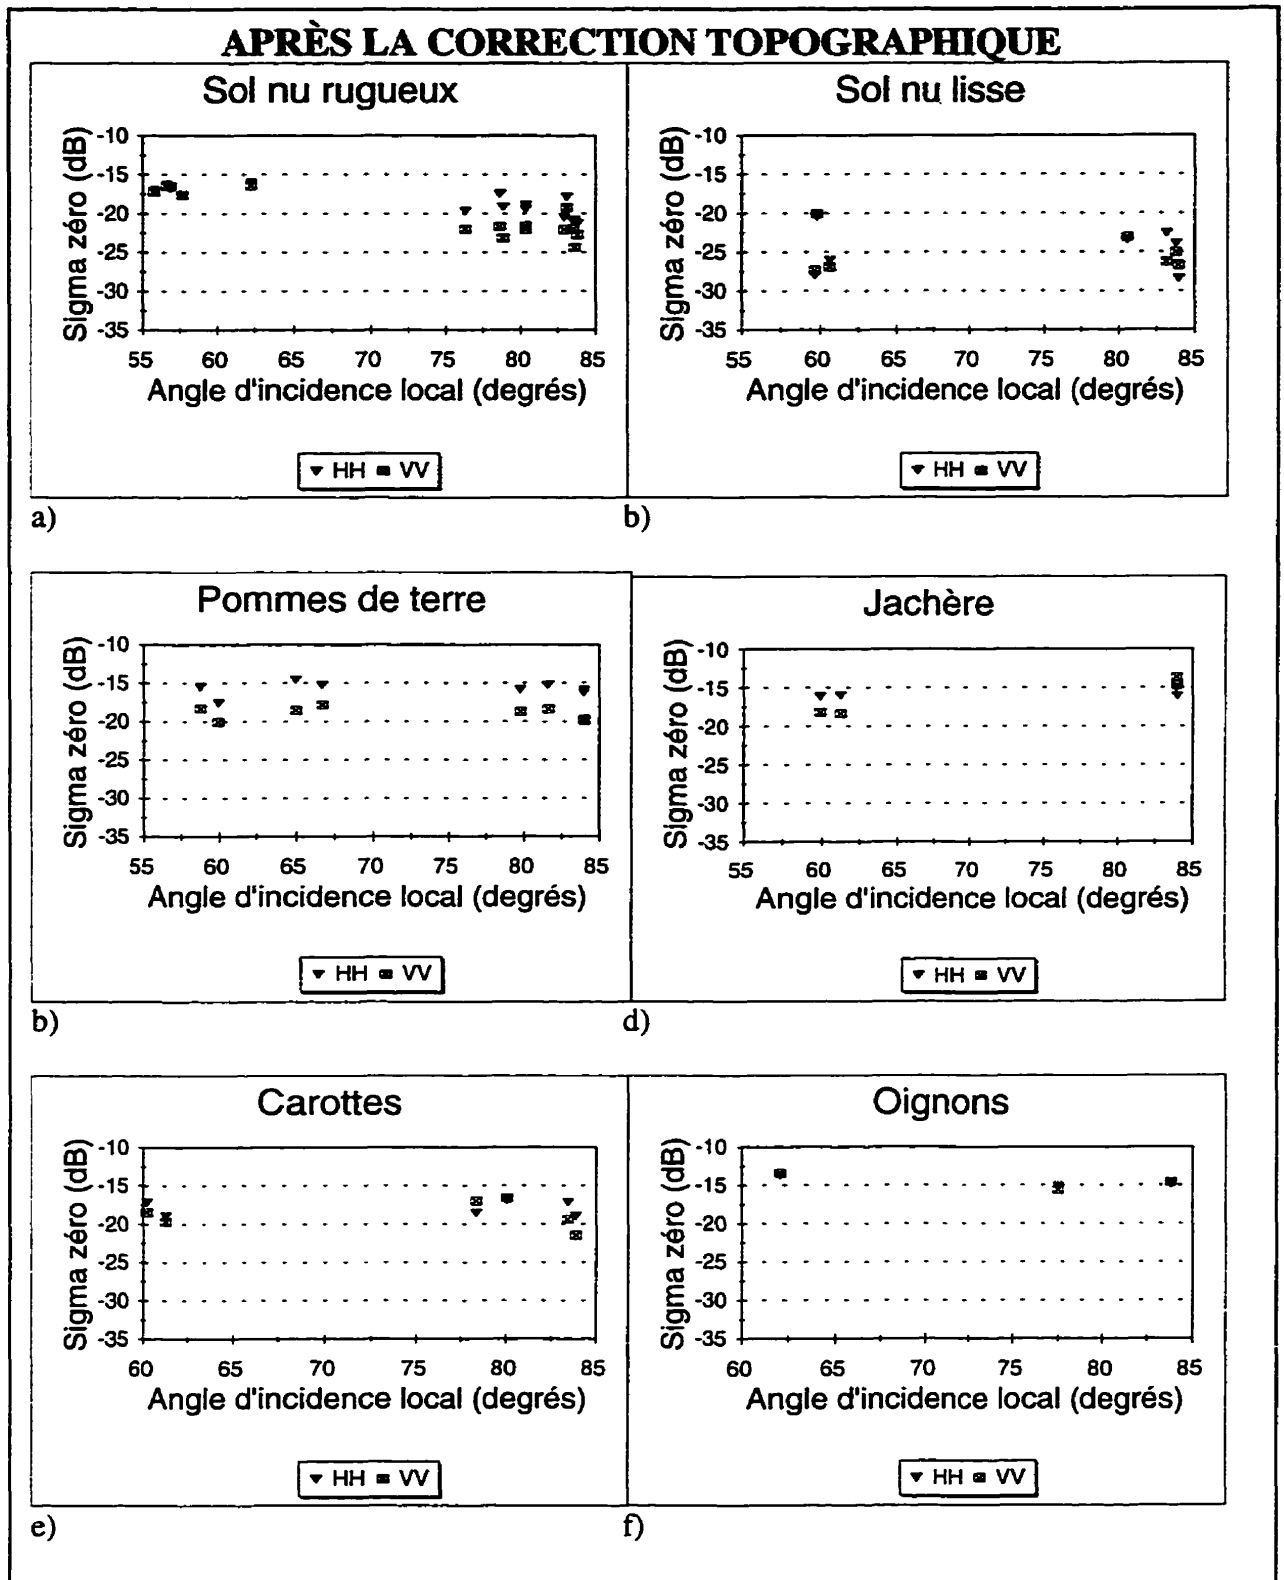 APRÈS LA CORRECTION TOPOGRAPHIQUE
Sol nu rugueux
Sigma zéro (dB)
-10
-15
-20
-25
-30
-35
55 60 65 70 75 80 85
Angle d'incidence local (degrés)
HH VV
a)
Sol nu lisse
Sigma zéro (dB)
-10
-15
-20
-25
-30
-35
55 60 65 70 75 80 85
Angle d'incidence local (degrés)
HH VV
b)
Pommes de terre
Sigma zéro (dB)
-10
-15
-20
-25
-30
-35
55 60 65 70 75 80 85
Angle d'incidence local (degrés)
HH VV
b)
Jachère
Sigma zéro (dB)
-10
-15
-20
-25
-30
-35
55 60 65 70 75 80 85
Angle d'incidence local (degrés)
HH VV
d)
Carottes
Sigma zéro (dB)
-10
-15
-20
-25
-30
-35
60 65 70 75 80 85
Angle d'incidence local (degrés)
HH VV
e)
Oignons
Sigma zéro (dB)
-10
-15
-20
-25
-30
-35
60 65 70 75 80 85
Angle d'incidence local (degrés)
HH VV
f)